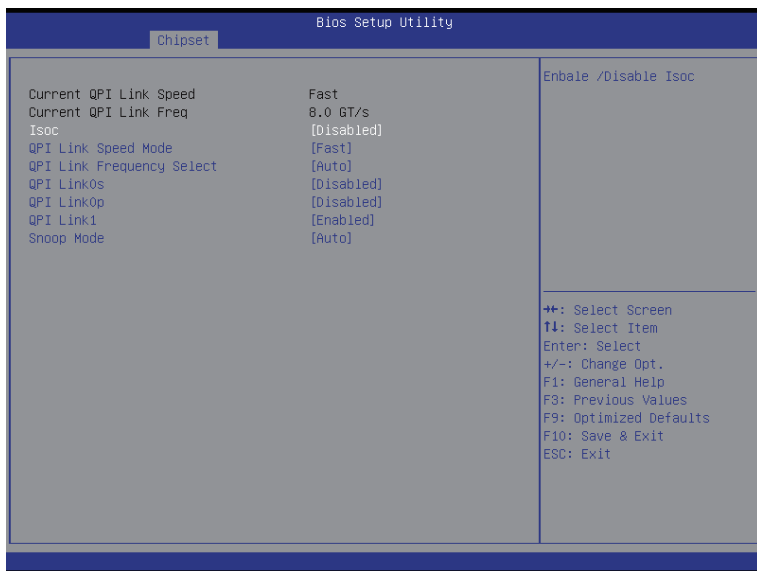 Bios Setup Utility
Chipset
Current QPI Link Speed Fast
Current QPI Link Freq 8.0 GT/s
Isoc [Disabled]
QPI Link Speed Mode [Fast]
QPI Link Frequency Select [Auto]
QPI Link0s [Disabled]
QPI Link0p [Disabled]
QPI Link1 [Enabled]
Snoop Mode [Auto]
Enbale /Disable Isoc
→←: Select Screen
↑↓: Select Item
Enter: Select
+/-: Change Opt.
F1: General Help
F3: Previous Values
F9: Optimized Defaults
F10: Save & Exit
ESC: Exit